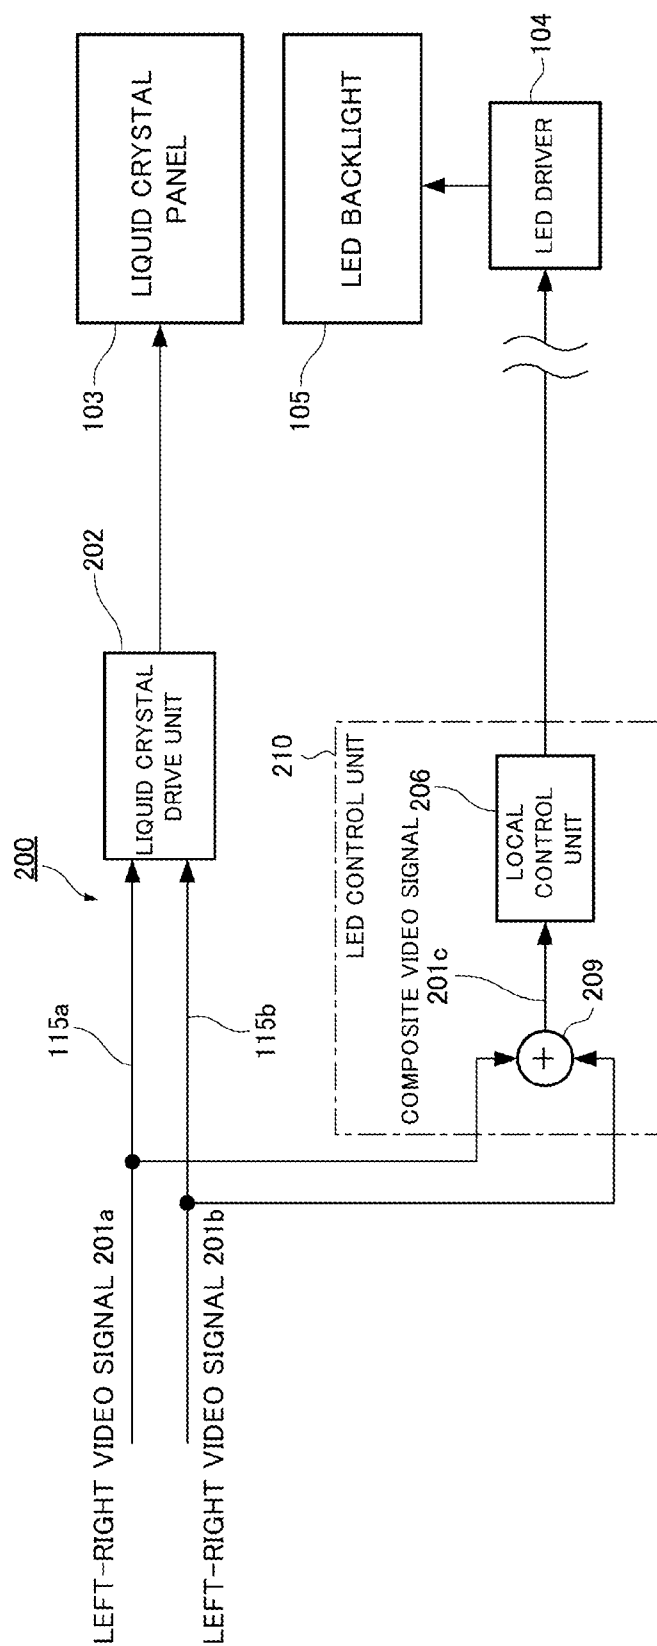 200
LEFT-RIGHT VIDEO SIGNAL 201a
LEFT-RIGHT VIDEO SIGNAL 201b
115a
115b
LIQUID CRYSTAL
DRIVE UNIT
202
LIQUID CRYSTAL
PANEL
103
LED BACKLIGHT
105
LED DRIVER
104
210
LED CONTROL UNIT
COMPOSITE VIDEO SIGNAL
201c
206
LOCAL
CONTROL
UNIT
+
209